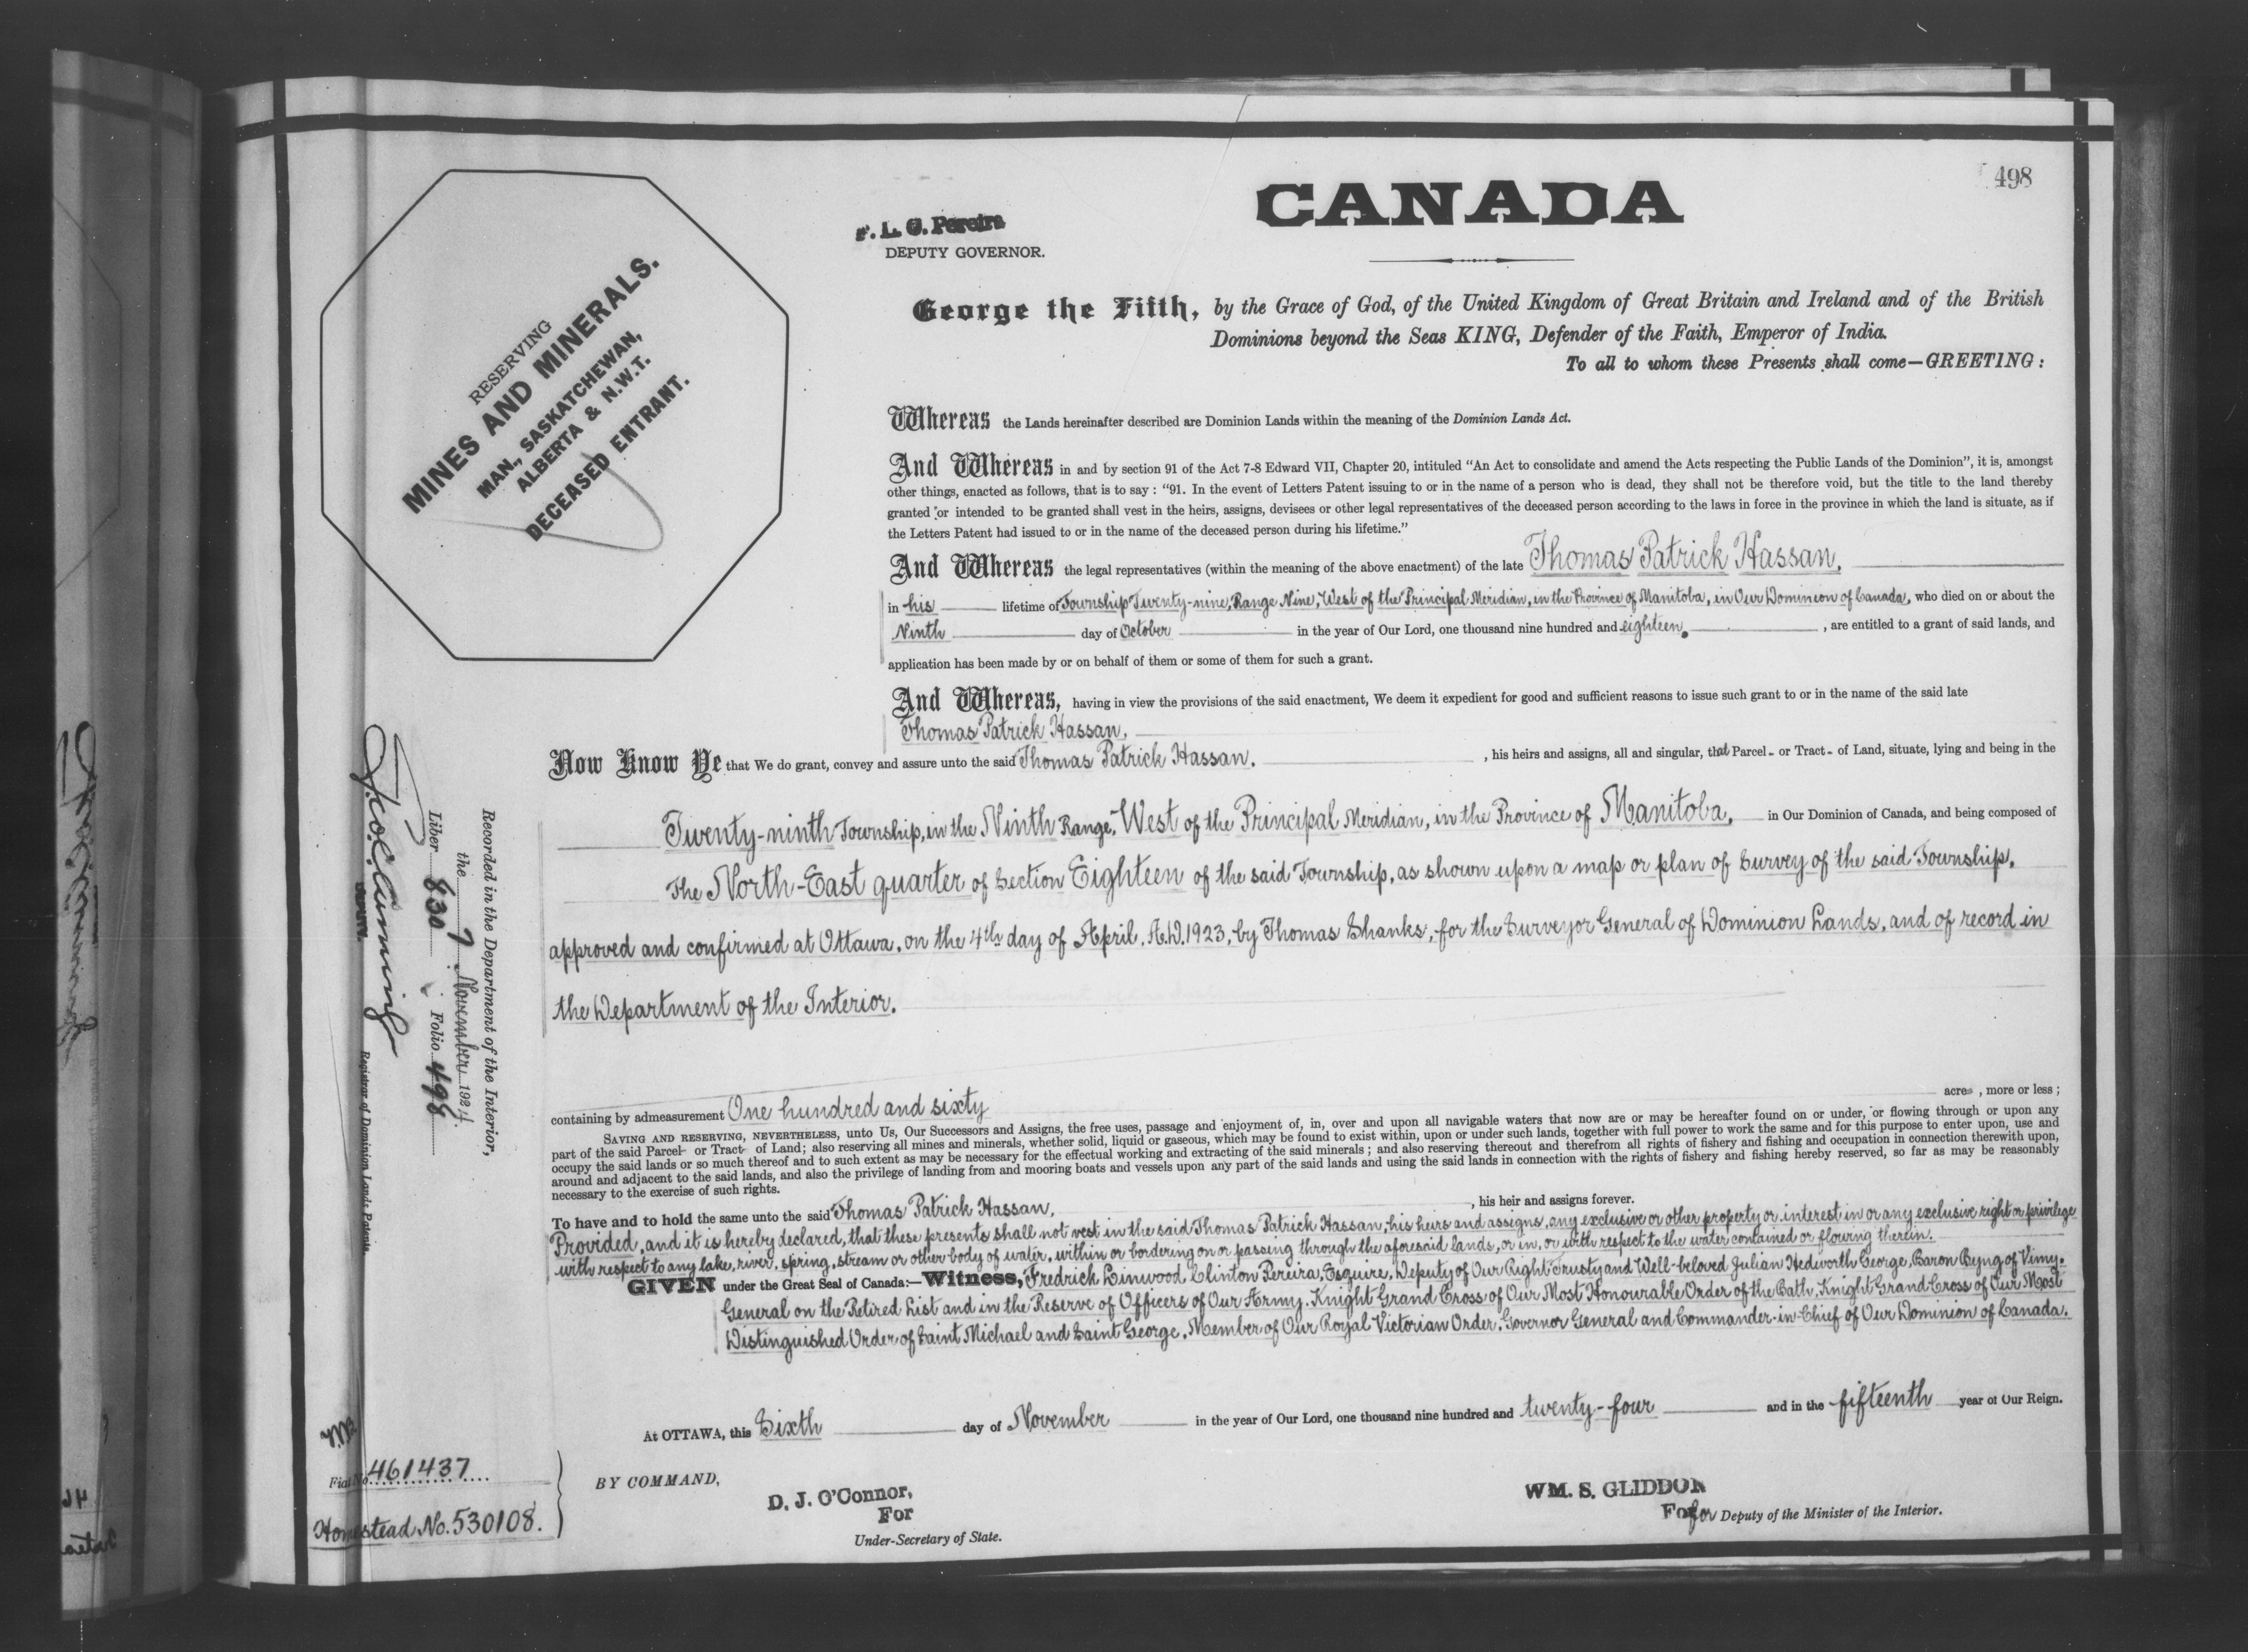 498
CANADA
F. L. C. Pereira
DEPUTY GOVERNOR.
RESERVING
MINES AND MINERALS.
MAN., SASKATCHEWAN,
ALBERTA & N.W.T.
DECEASED ENTRANT.
George the Fifth, by the Grace of God, of the United Kingdom of Great Britain and Ireland and of the British
Dominions beyond the Seas KING, Defender of the Faith, Emperor of India.
To all to whom these Presents shall come—GREETING:
Whereas the Lands hereinafter described are Dominion Lands within the meaning of the Dominion Lands Act.
And Whereas in and by section 91 of the Act 7-8 Edward VII, Chapter 20, intituled "An Act to consolidate and amend the Acts respecting the Public Lands of the Dominion", it is, amongst
other things, enacted as follows, that is to say: "91. In the event of Letters Patent issuing to or in the name of a person who is dead, they shall not be therefore void, but the title to the land thereby
granted or intended to be granted shall vest in the heirs, assigns, devisees or other legal representatives of the deceased person according to the laws in force in the province in which the land is situate, as if
the Letters Patent had issued to or in the name of the deceased person during his lifetime."
And Whereas the legal representatives (within the meaning of the above enactment) of the late Thomas Patrick Hassan,
in his lifetime of Township Twenty-nine, Range Nine, West of the Principal Meridian, in the Province of Manitoba, in Our Dominion of Canada, who died on or about the
Ninth day of October in the year of Our Lord, one thousand nine hundred and eighteen, are entitled to a grant of said lands, and
application has been made by or on behalf of them or some of them for such a grant.
And Whereas, having in view the provisions of the said enactment, We deem it expedient for good and sufficient reasons to issue such grant to or in the name of the said late
Thomas Patrick Hassan,
Now Know Ye that We do grant, convey and assure unto the said Thomas Patrick Hassan, , his heirs and assigns, all and singular, that Parcel - or Tract - of Land, situate, lying and being in the
Twenty-ninth Township, in the Ninth Range, West of the Principal Meridian, in the Province of Manitoba, in Our Dominion of Canada, and being composed of
The North-East quarter of Section Eighteen of the said Township, as shown upon a map or plan of survey of the said Township,
approved and confirmed at Ottawa, on the 4th day of April, A.D. 1923, by Thomas Shanks, for the Surveyor General of Dominion Lands, and of record in
the Department of the Interior.
containing by admeasurement One hundred and sixty acres, more or less;
SAVING AND RESERVING, NEVERTHELESS, unto Us, Our Successors and Assigns, the free uses, passage and enjoyment of, in, over and upon all navigable waters that now are or may be hereafter found on or under, or flowing through or upon any
part of the said Parcel - or Tract - of Land; also reserving all mines and minerals, whether solid, liquid or gaseous, which may be found to exist within, upon or under such lands, together with full power to work the same and for this purpose to enter upon, use and
occupy the said lands or so much thereof and to such extent as may be necessary for the effectual working and extracting of the said minerals; and also reserving thereout and therefrom all rights of fishery and fishing and occupation in connection therewith upon,
around and adjacent to the said lands, and also the privilege of landing from and mooring boats and vessels upon any part of the said lands and using the said lands in connection with the rights of fishery and fishing hereby reserved, so far as may be reasonably
necessary to the exercise of such rights.
To have and to hold the same unto the said Thomas Patrick Hassan, , his heir and assigns forever.
Provided, and it is hereby declared, that these presents shall not vest in the said Thomas Patrick Hassan, his heirs and assigns, any exclusive or other property or interest in or any exclusive right or privilege
with respect to any lake, river, spring, stream or other body of water, within or bordering on or passing through the aforesaid lands, or in, or with respect to the water contained or flowing therein.
GIVEN under the Great Seal of Canada:—Witness, Fredrick Linwood Clinton Pereira, Esquire, Deputy of Our Right Trusty and Well-beloved Julian Hedworth George, Baron Byng of Vimy,
General on the Retired List and in the Reserve of Officers of Our Army, Knight Grand Cross of Our Most Honourable Order of the Bath, Knight Grand Cross of Our Most
Distinguished Order of Saint Michael and Saint George, Member of Our Royal Victorian Order, Governor General and Commander-in-Chief of Our Dominion of Canada.
At OTTAWA, this Sixth day of November in the year of Our Lord, one thousand nine hundred and twenty-four and in the fifteenth year of Our Reign.
BY COMMAND,
D. J. O'Connor,
For
Under-Secretary of State.
WM. S. GLIDDON
For for Deputy of the Minister of the Interior.
Recorded in the Department of the Interior,
the 7 November 1924.
Liber 830 Folio 498
DEPUTY.
Registrar of Dominion Lands Patents.
Fiat No. 461437
Homestead No. 530108.